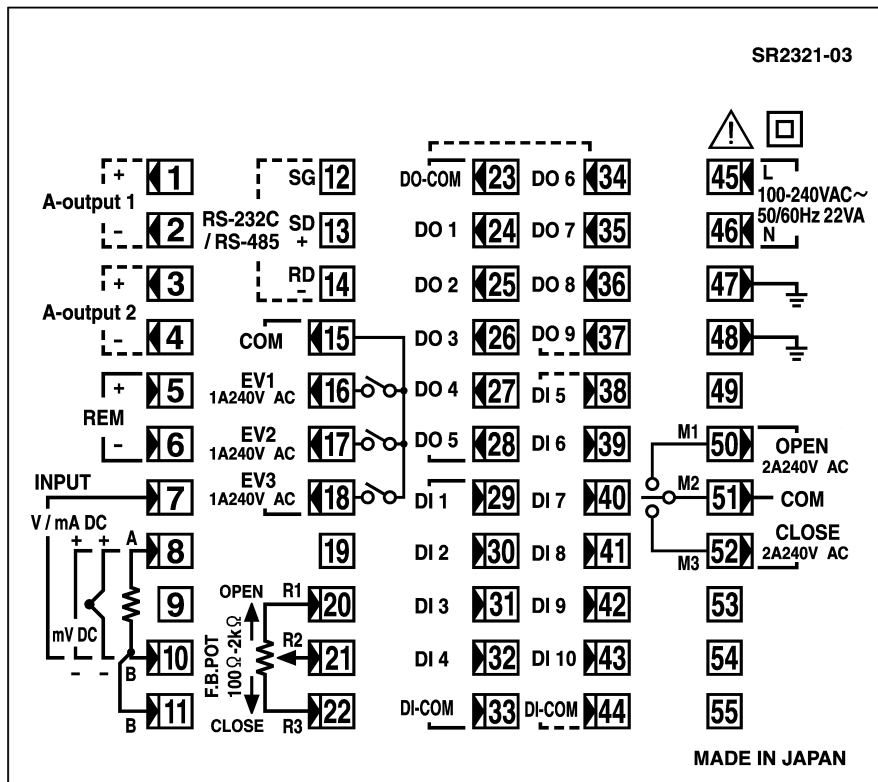 SR2321-03
A-output 1
+ 1
- 2
A-output 2
+ 3
- 4
REM
+ 5
- 6
INPUT
7
V / mA DC
+ + A 8
9
mV DC
- - B 10
B 11
RS-232C
/ RS-485
SG 12
SD + 13
RD - 14
COM 15
EV1
1A240V AC 16
EV2
1A240V AC 17
EV3
1A240V AC 18
19
F.B.POT
100Ω-2kΩ
OPEN
R1 20
R2 21
R3 22
CLOSE
DO-COM 23
DO 1 24
DO 2 25
DO 3 26
DO 4 27
DO 5 28
DI 1 29
DI 2 30
DI 3 31
DI 4 32
DI-COM 33
DO 6 34
DO 7 35
DO 8 36
DO 9 37
DI 5 38
DI 6 39
DI 7 40
DI 8 41
DI 9 42
DI 10 43
DI-COM 44
45 L
100-240VAC~
50/60Hz 22VA
46 N
47
48
49
M1 50 OPEN
2A240V AC
M2 51 COM
M3 52 CLOSE
2A240V AC
53
54
55
MADE IN JAPAN